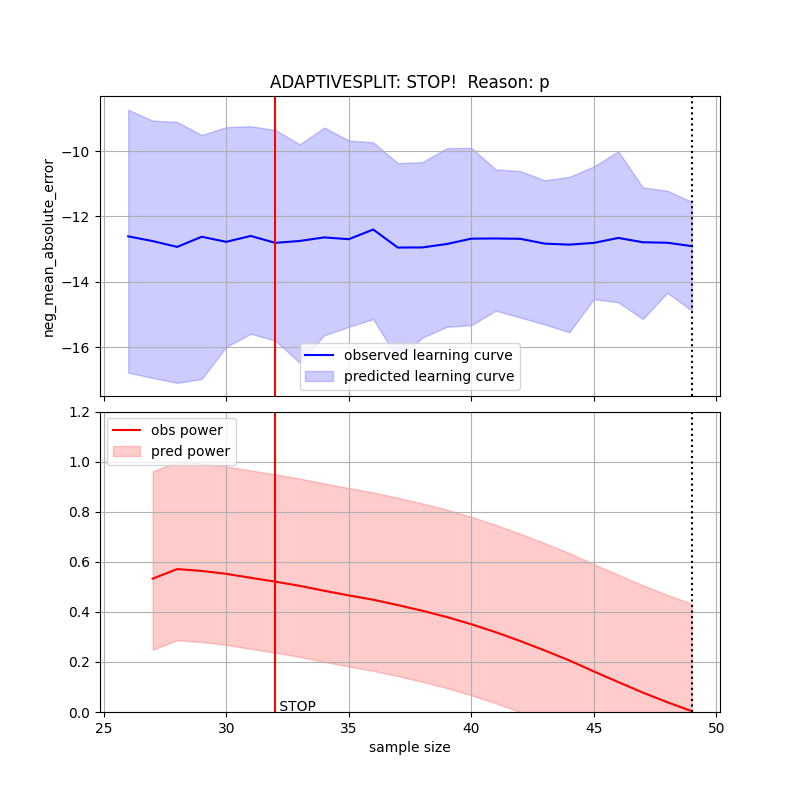 ADAPTIVESPLIT: STOP!  Reason: p
−10
−12
−14
−16
neg_mean_absolute_error
observed learning curve
predicted learning curve
1.2
1.0
0.8
0.6
0.4
0.2
0.0
obs power
pred power
STOP
25
30
35
40
45
50
sample size